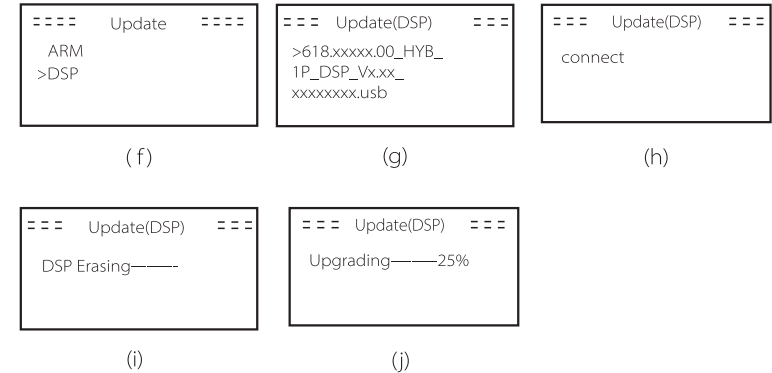 ==== Update ====
ARM
>DSP
(f)
=== Update(DSP) ===
>618.xxxxx.00_HYB_
1P_DSP_Vx.xx_
xxxxxxxx.usb
(g)
=== Update(DSP) ===
connect
(h)
=== Update(DSP) ===
DSP Erasing----
(i)
=== Update(DSP) ===
Upgrading----25%
(j)